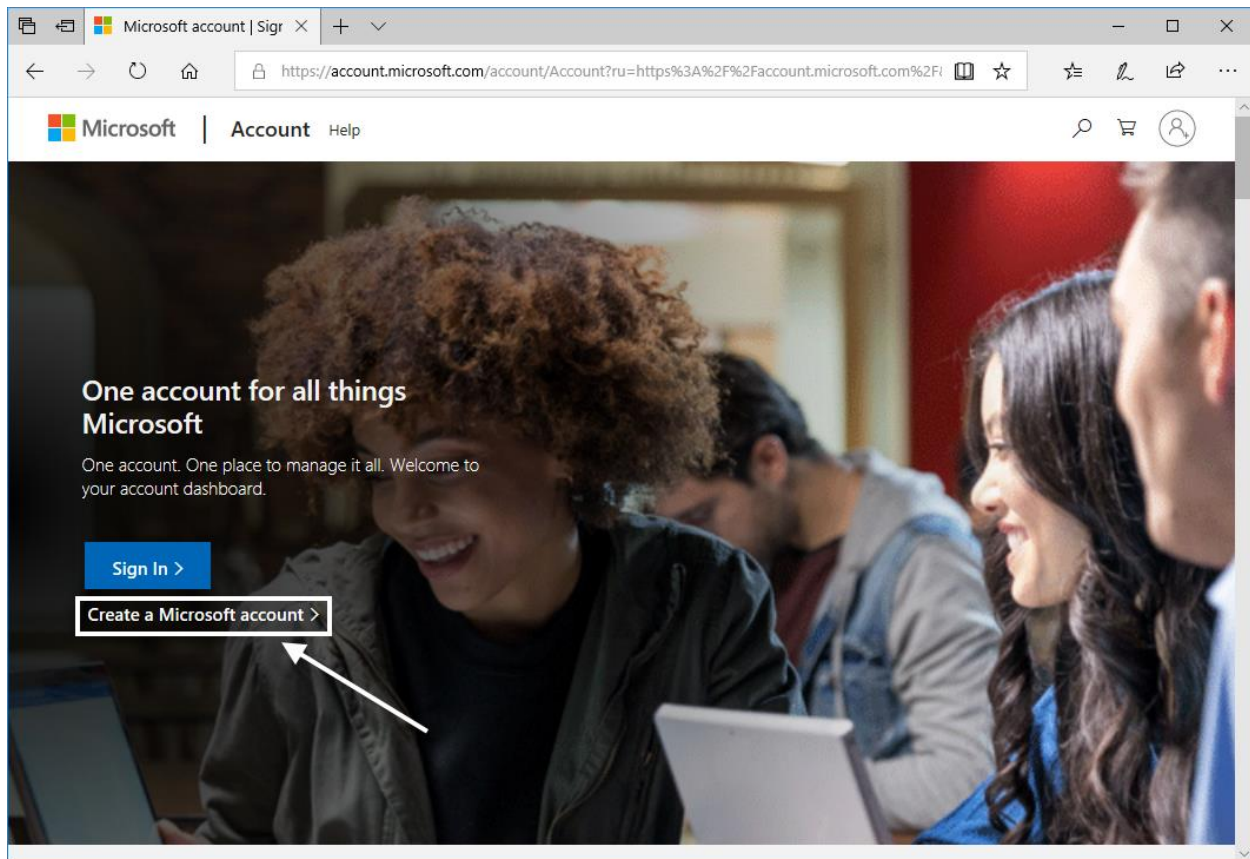 Microsoft account | Sigr
https://account.microsoft.com/account/Account?ru=https%3A%2F%2Faccount.microsoft.com%2F
Microsoft | Account Help
One account for all things
Microsoft
One account. One place to manage it all. Welcome to
your account dashboard.
Sign In >
Create a Microsoft account >